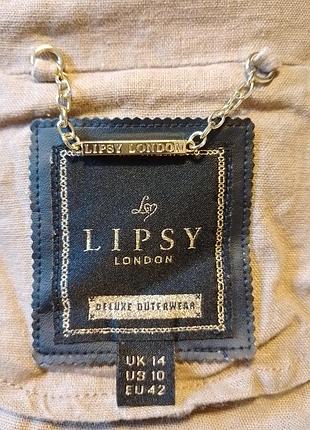 LIPSY LONDON
LIPSY
LONDON
DELUXE OUTERWEAR
UK 14
US 10
EU 42